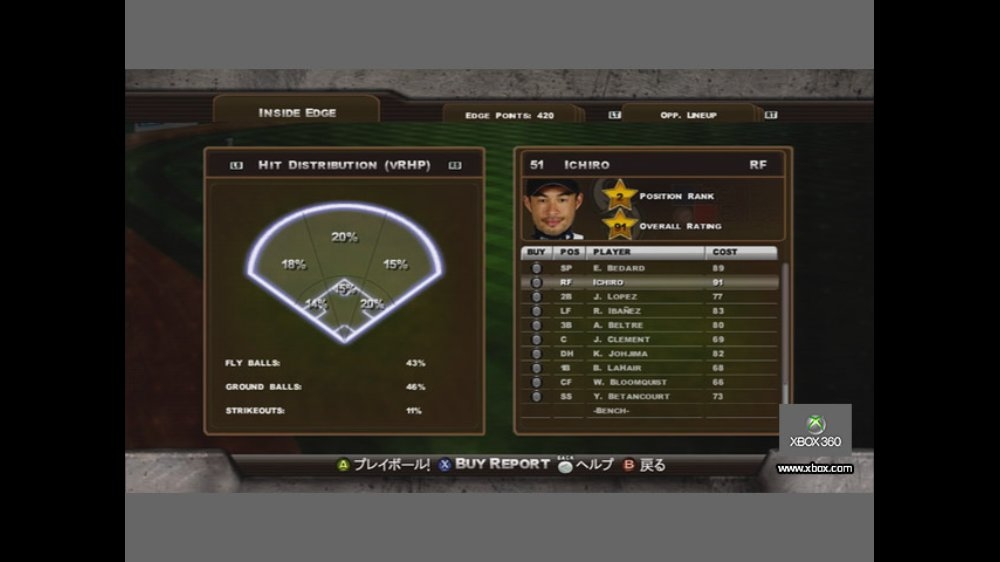 INSIDE EDGE
EDGE POINTS: 420
LT
OPP. LINEUP
RT
LB HIT DISTRIBUTION (VRHP) RB
20%
18%
15%
15%
14%
20%
FLY BALLS: 43%
GROUND BALLS: 46%
STRIKEOUTS: 11%
51 ICHIRO RF
2 POSITION RANK
91 OVERALL RATING
BUY POS PLAYER COST
SP E. BEDARD 89
RF ICHIRO 91
2B J. LOPEZ 77
LF R. IBAÑEZ 83
3B A. BELTRE 80
C J. CLEMENT 69
DH K. JOHJIMA 82
1B B. LAHAIR 68
CF W. BLOOMQUIST 66
SS Y. BETANCOURT 73
-BENCH-
XBOX 360
www.xbox.com
A プレイボール! X BUY REPORT BACK ヘルプ B 戻る